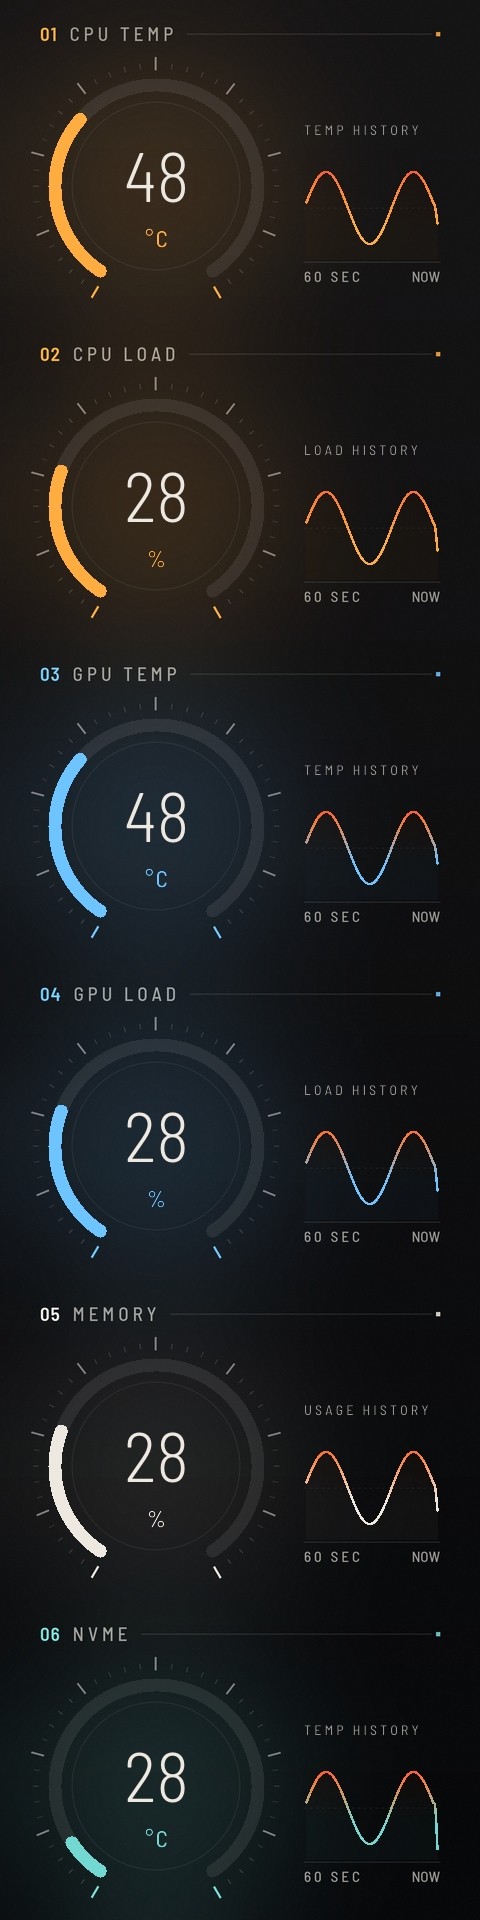 01 CPU TEMP
48
°C
TEMP HISTORY
60 SEC NOW
02 CPU LOAD
28
%
LOAD HISTORY
60 SEC NOW
03 GPU TEMP
48
°C
TEMP HISTORY
60 SEC NOW
04 GPU LOAD
28
%
LOAD HISTORY
60 SEC NOW
05 MEMORY
28
%
USAGE HISTORY
60 SEC NOW
06 NVME
28
°C
TEMP HISTORY
60 SEC NOW